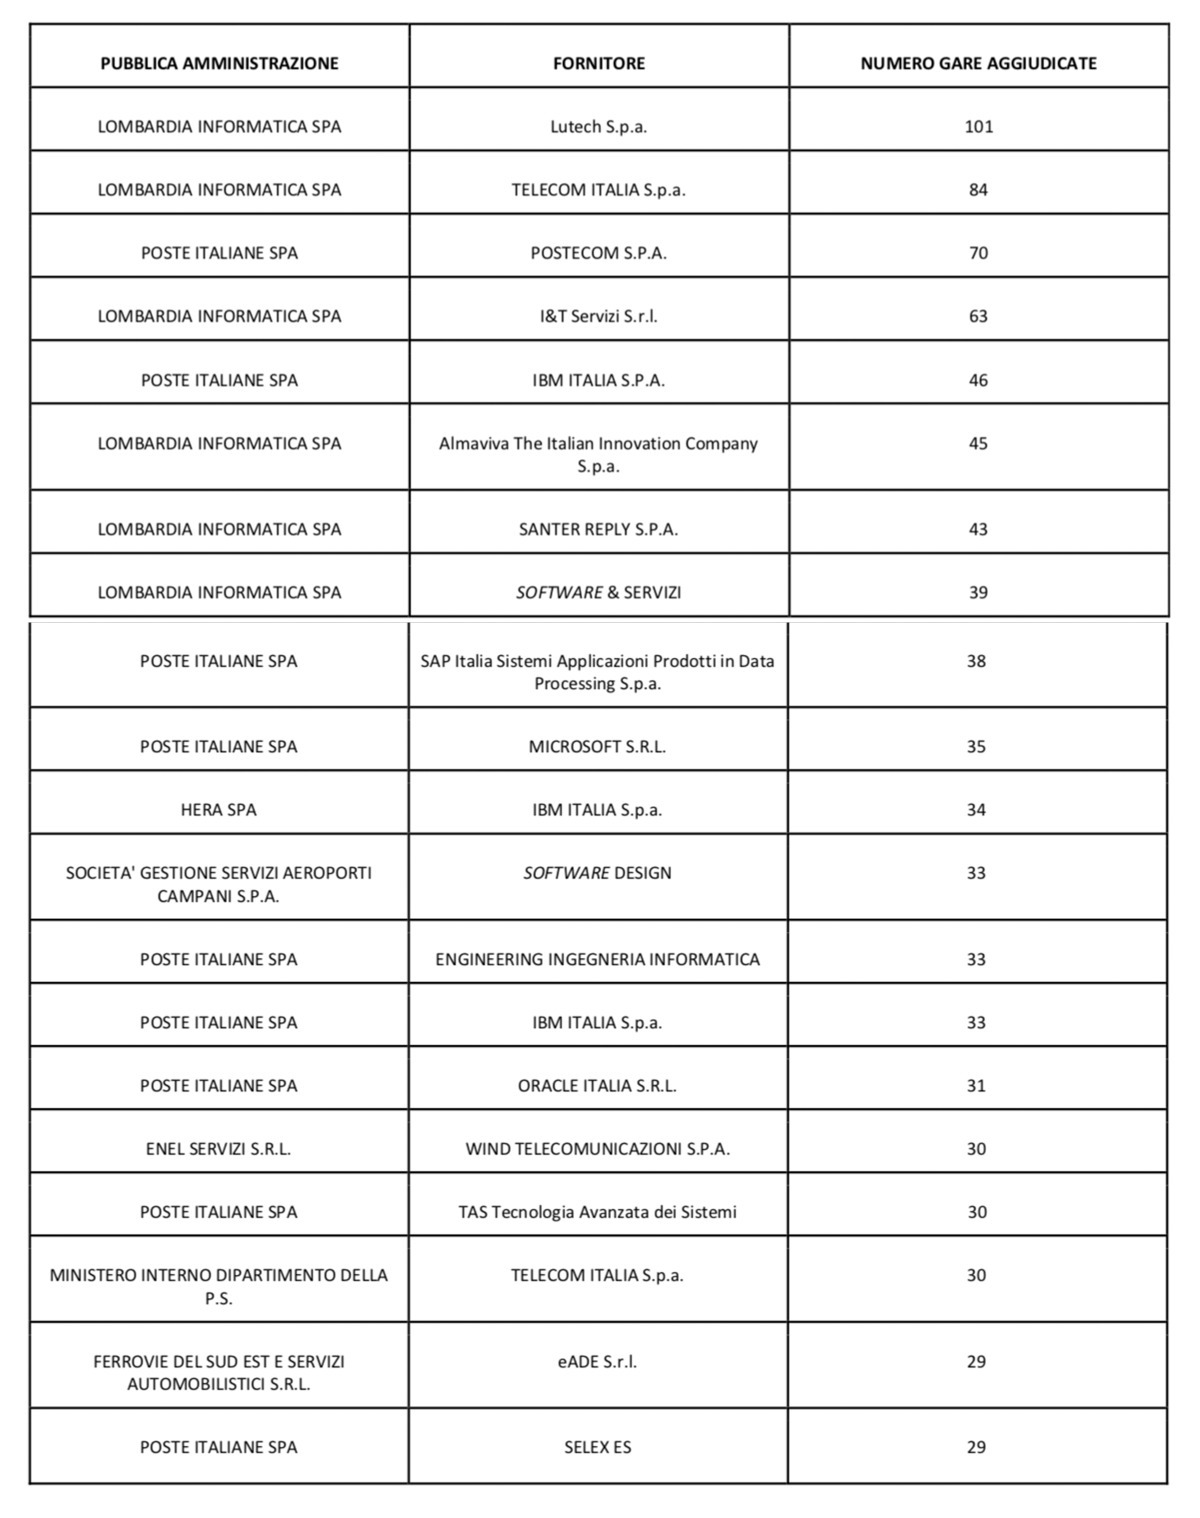 PUBBLICA AMMINISTRAZIONE FORNITORE NUMERO GARE AGGIUDICATE
LOMBARDIA INFORMATICA SPA Lutech S.p.a. 101
LOMBARDIA INFORMATICA SPA TELECOM ITALIA S.p.a. 84
POSTE ITALIANE SPA POSTECOM S.P.A. 70
LOMBARDIA INFORMATICA SPA I&T Servizi S.r.l. 63
POSTE ITALIANE SPA IBM ITALIA S.P.A. 46
LOMBARDIA INFORMATICA SPA Almaviva The Italian Innovation Company 45
S.p.a.
LOMBARDIA INFORMATICA SPA SANTER REPLY S.P.A. 43
LOMBARDIA INFORMATICA SPA SOFTWARE & SERVIZI 39
POSTE ITALIANE SPA SAP Italia Sistemi Applicazioni Prodotti in Data 38
Processing S.p.a.
POSTE ITALIANE SPA MICROSOFT S.R.L. 35
HERA SPA IBM ITALIA S.p.a. 34
SOCIETA' GESTIONE SERVIZI AEROPORTI SOFTWARE DESIGN 33
CAMPANI S.P.A.
POSTE ITALIANE SPA ENGINEERING INGEGNERIA INFORMATICA 33
POSTE ITALIANE SPA IBM ITALIA S.p.a. 33
POSTE ITALIANE SPA ORACLE ITALIA S.R.L. 31
ENEL SERVIZI S.R.L. WIND TELECOMUNICAZIONI S.P.A. 30
POSTE ITALIANE SPA TAS Tecnologia Avanzata dei Sistemi 30
MINISTERO INTERNO DIPARTIMENTO DELLA TELECOM ITALIA S.p.a. 30
P.S.
FERROVIE DEL SUD EST E SERVIZI eADE S.r.l. 29
AUTOMOBILISTICI S.R.L.
POSTE ITALIANE SPA SELEX ES 29